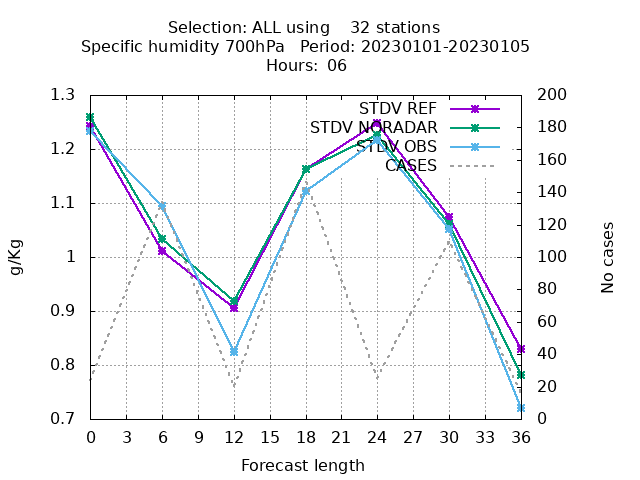 Selection: ALL using    32 stations
Specific humidity 700hPa   Period: 20230101-20230105
Hours: 06
STDV REF
STDV NORADAR
STDV OBS
CASES
1.3
1.2
1.1
1
0.9
0.8
0.7
g/Kg
200
180
160
140
120
100
80
60
40
20
0
No cases
0 3 6 9 12 15 18 21 24 27 30 33 36
Forecast length